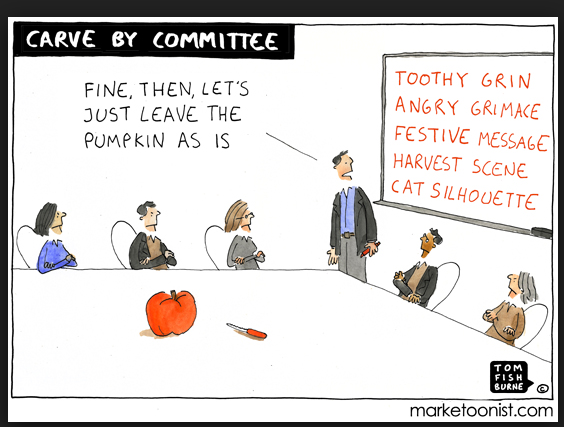 CARVE BY COMMITTEE
FINE, THEN, LET'S
JUST LEAVE THE
PUMPKIN AS IS
TOOTHY GRIN
ANGRY GRIMACE
FESTIVE MESSAGE
HARVEST SCENE
CAT SILHOUETTE
TOM
FISH
BURNE
©
marketoonist.com